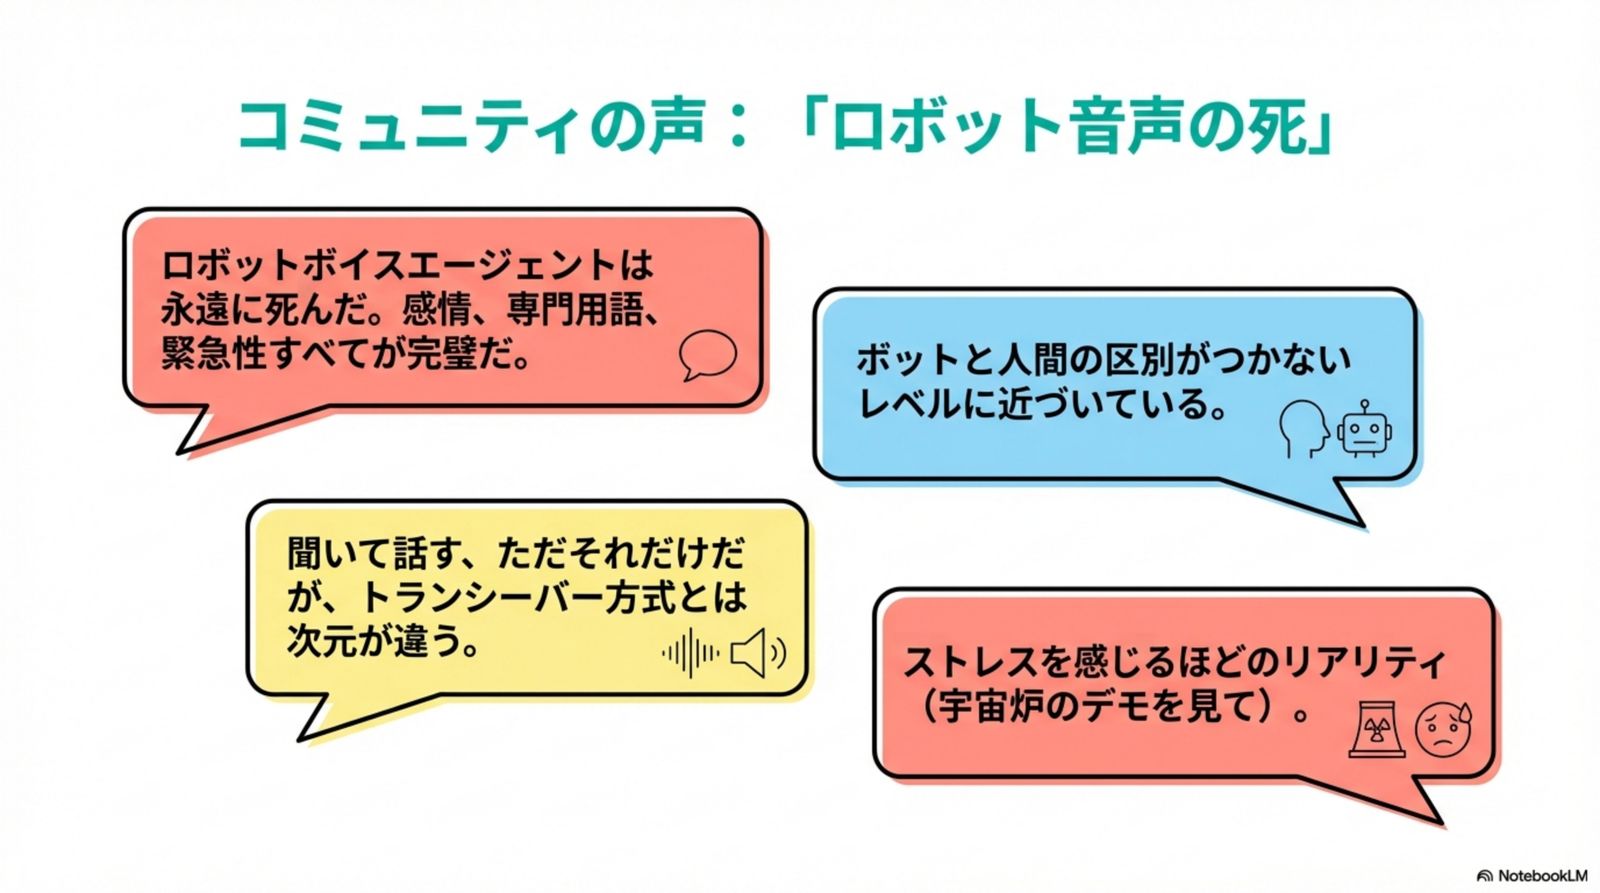 コミュニティの声：「ロボット音声の死」
ロボットボイスエージェントは
永遠に死んだ。感情、専門用語、
緊急性すべてが完璧だ。
ボットと人間の区別がつかない
レベルに近づいている。
聞いて話す、ただそれだけだ
が、トランシーバー方式とは
次元が違う。
ストレスを感じるほどのリアリティ
（宇宙炉のデモを見て）。
NotebookLM